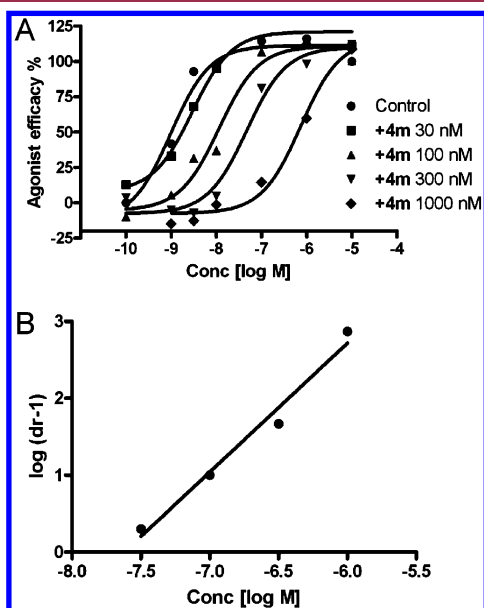 A
125
100
75
50
25
0
-25
Agonist efficacy %
-10 -9 -8 -7 -6 -5 -4
Conc [log M]
Control
+4m 30 nM
+4m 100 nM
+4m 300 nM
+4m 1000 nM
B
3
2
1
0
log (dr-1)
-8.0 -7.5 -7.0 -6.5 -6.0 -5.5
Conc [log M]